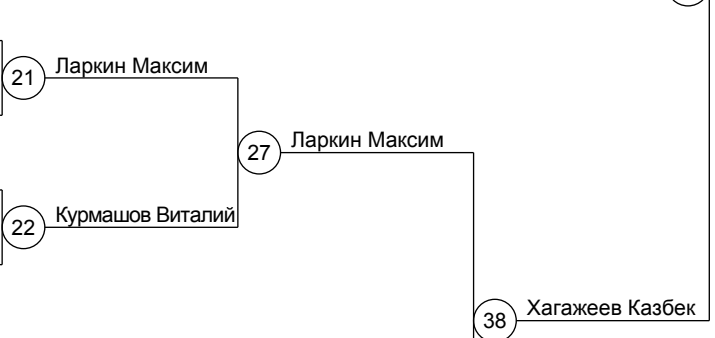 21 Ларкин Максим
27 Ларкин Максим
22 Курмашов Виталий
38 Хагажеев Казбек